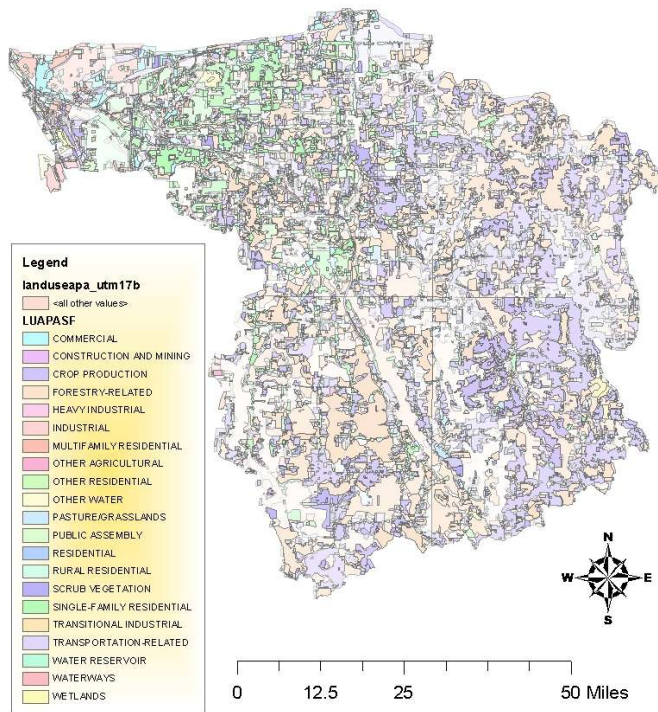 Legend
landuseapa_utm17b
<all other values>
LUAPASF
COMMERCIAL
CONSTRUCTION AND MINING
CROP PRODUCTION
FORESTRY-RELATED
HEAVY INDUSTRIAL
INDUSTRIAL
MULTIFAMILY RESIDENTIAL
OTHER AGRICULTURAL
OTHER RESIDENTIAL
OTHER WATER
PASTURE/GRASSLANDS
PUBLIC ASSEMBLY
RESIDENTIAL
RURAL RESIDENTIAL
SCRUB VEGETATION
SINGLE-FAMILY RESIDENTIAL
TRANSITIONAL INDUSTRIAL
TRANSPORTATION-RELATED
WATER RESERVOIR
WATERWAYS
WETLANDS
N
W E
S
0 12.5 25 50 Miles